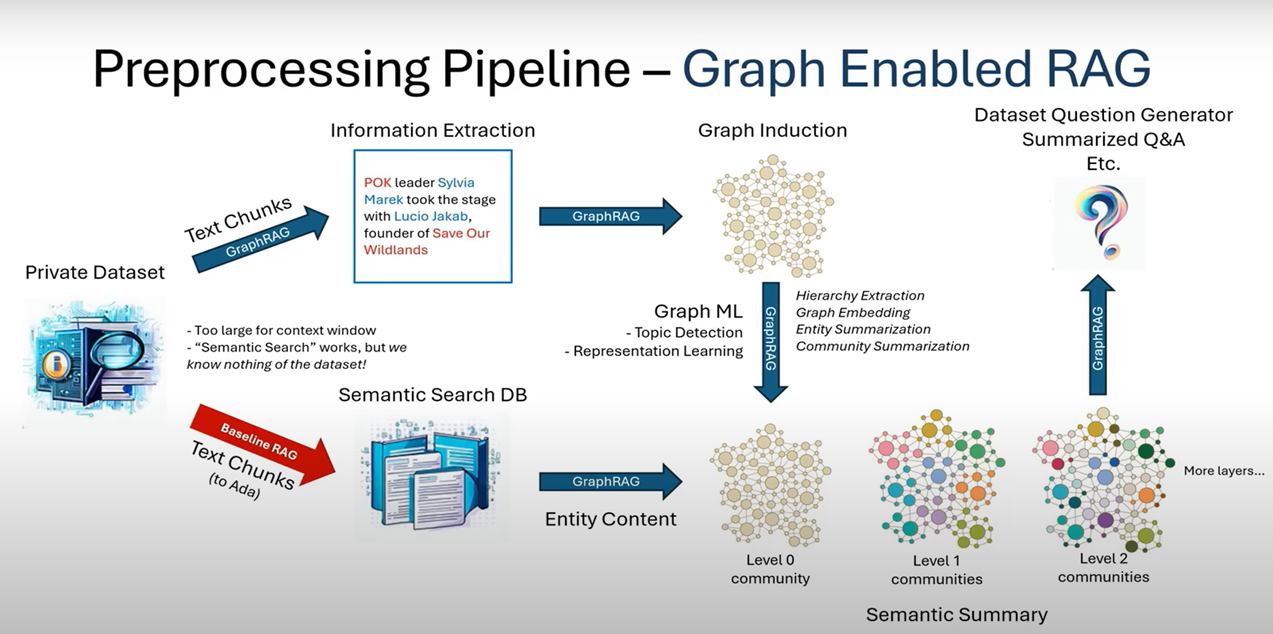 Preprocessing Pipeline – Graph Enabled RAG
Information Extraction
POK leader Sylvia
Marek took the stage
with Lucio Jakab,
founder of Save Our
Wildlands
Graph Induction
Dataset Question Generator
Summarized Q&A
Etc.
Text Chunks
GraphRAG
GraphRAG
Private Dataset
- Too large for context window
- “Semantic Search” works, but we
know nothing of the dataset!
Graph ML
- Topic Detection
- Representation Learning
GraphRAG
Hierarchy Extraction
Graph Embedding
Entity Summarization
Community Summarization
GraphRAG
Baseline RAG
Text Chunks
(to Ada)
Semantic Search DB
GraphRAG
Entity Content
More layers...
Level 0
community
Level 1
communities
Level 2
communities
Semantic Summary